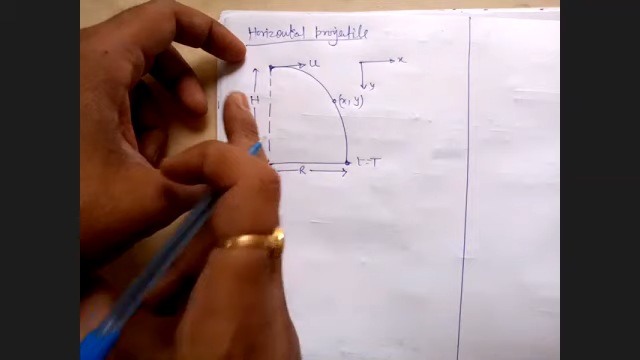 Horizontal projectile
u
x
y
H
(x, y)
t=T
R